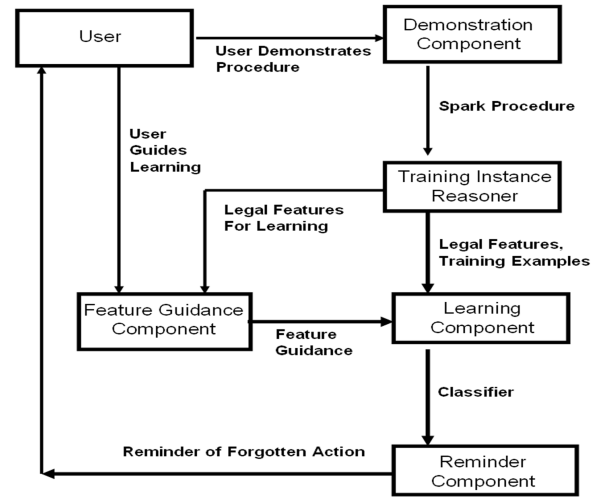 User
User Demonstrates
Procedure
Demonstration
Component
Spark Procedure
User
Guides
Learning
Training Instance
Reasoner
Legal Features
For Learning
Legal Features,
Training Examples
Feature Guidance
Component
Feature
Guidance
Learning
Component
Classifier
Reminder of Forgotten Action
Reminder
Component